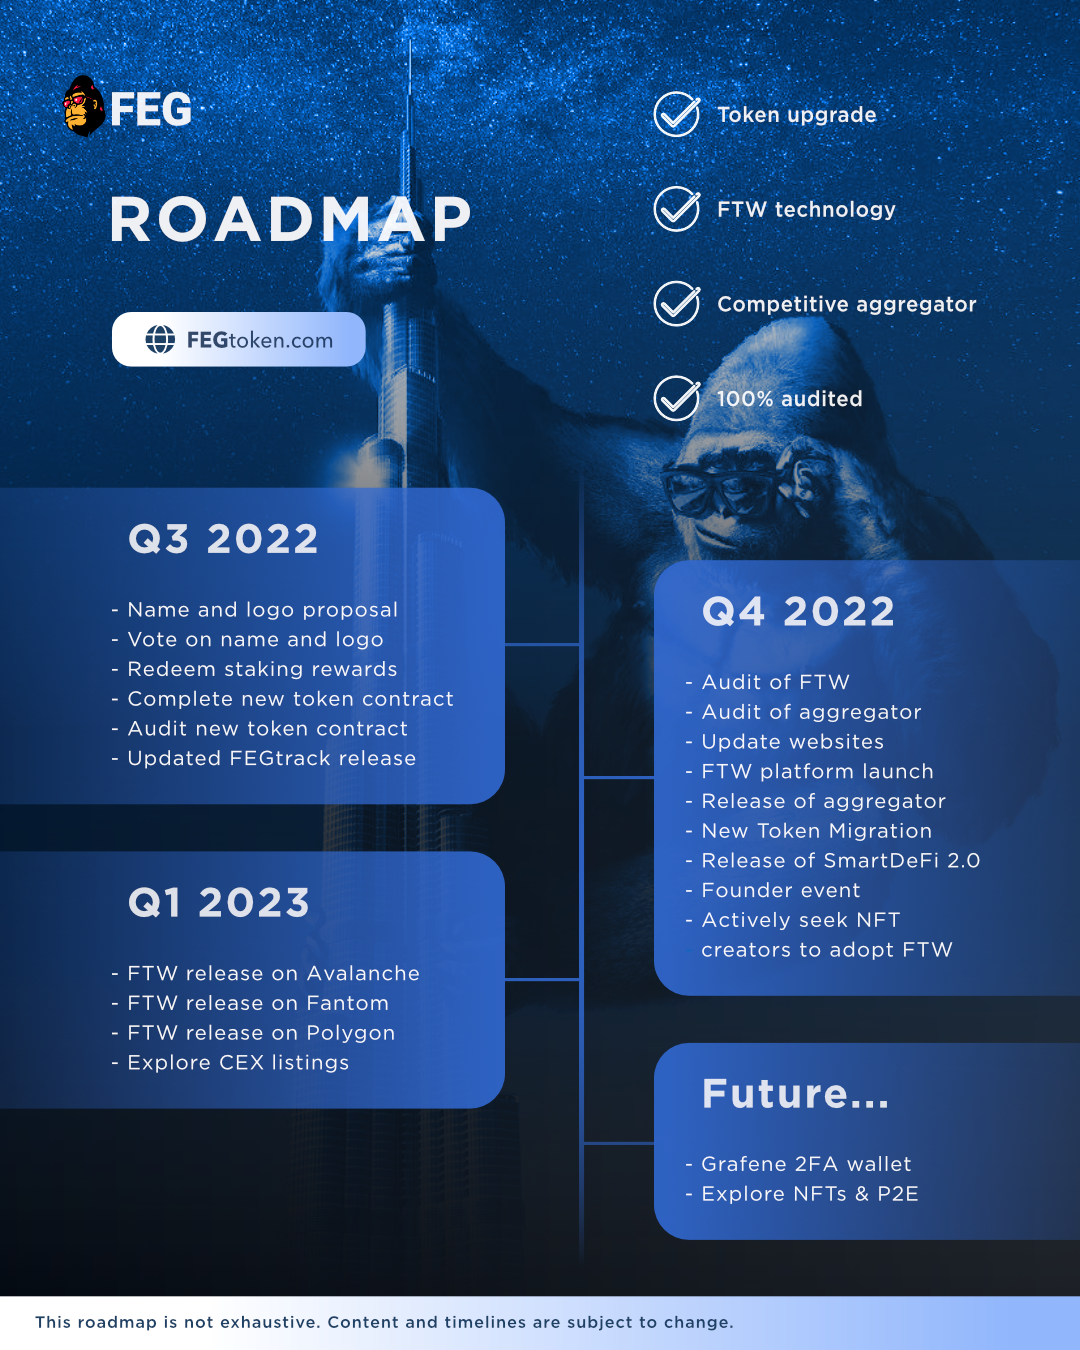 FEG
ROADMAP
FEGtoken.com
Token upgrade
FTW technology
Competitive aggregator
100% audited
Q3 2022
- Name and logo proposal
- Vote on name and logo
- Redeem staking rewards
- Complete new token contract
- Audit new token contract
- Updated FEGtrack release
Q4 2022
- Audit of FTW
- Audit of aggregator
- Update websites
- FTW platform launch
- Release of aggregator
- New Token Migration
- Release of SmartDeFi 2.0
- Founder event
- Actively seek NFT
creators to adopt FTW
Q1 2023
- FTW release on Avalanche
- FTW release on Fantom
- FTW release on Polygon
- Explore CEX listings
Future...
- Grafene 2FA wallet
- Explore NFTs & P2E
This roadmap is not exhaustive. Content and timelines are subject to change.